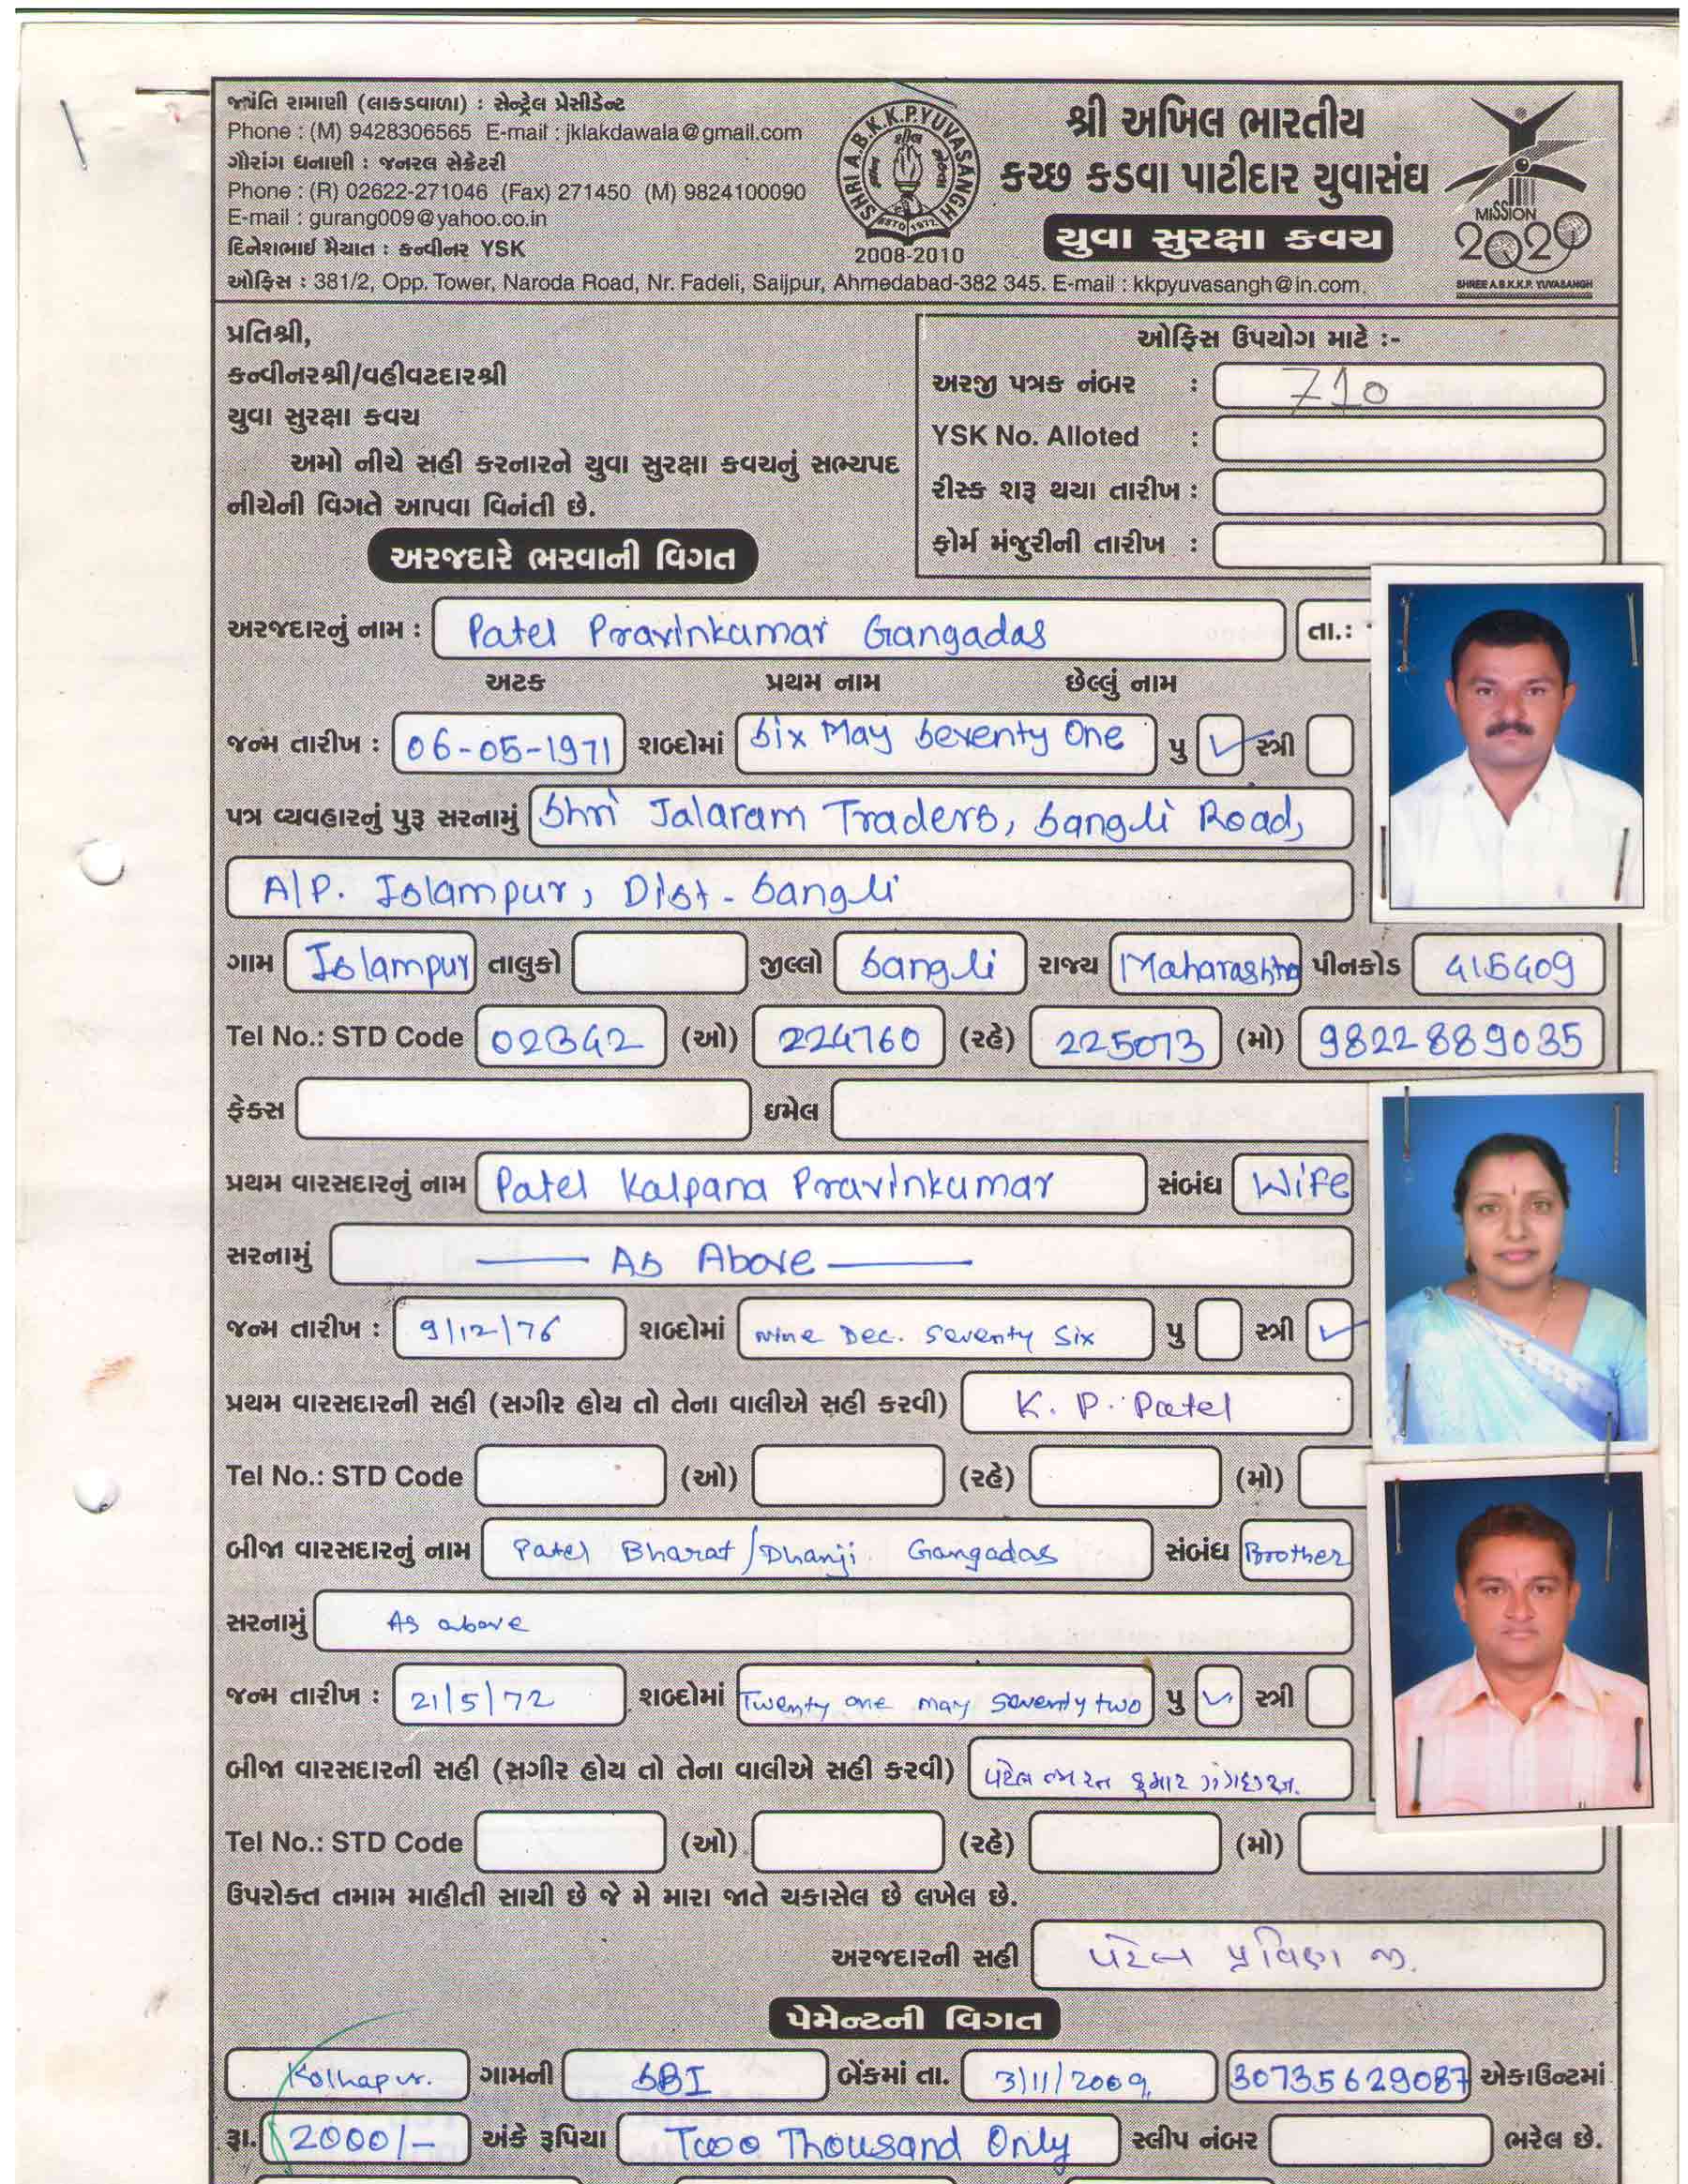 જયંતિ રામાણી (લાકડવાળા) : સેન્ટ્રેલ પ્રેસીડેન્ટ
Phone : (M) 9428306565 E-mail : jklakdawala@gmail.com
ગૌરાંગ ધનાણી : જનરલ સેક્રેટરી
Phone : (R) 02622-271046 (Fax) 271450 (M) 9824100090
E-mail : gurang009@yahoo.co.in
દિનેશભાઈ મૈયાત : કન્વીનર YSK
SHRI A.B.K.K.P. YUVASANGH
ESTD 1972
2008-2010
શ્રી અખિલ ભારતીય
કચ્છ કડવા પાટીદાર યુવાસંઘ
યુવા સુરક્ષા કવચ
MISSION
2020
SHREE A.B.K.K.P. YUVASANGH
ઓફિસ : 381/2, Opp. Tower, Naroda Road, Nr. Fadeli, Saijpur, Ahmedabad-382 345. E-mail : kkpyuvasangh@in.com.
પ્રતિશ્રી,
કન્વીનરશ્રી/વહીવટદારશ્રી
યુવા સુરક્ષા કવચ
અમો નીચે સહી કરનારને યુવા સુરક્ષા કવચનું સભ્યપદ
નીચેની વિગતે આપવા વિનંતી છે.
ઓફિસ ઉપયોગ માટે :-
અરજી પત્રક નંબર : 710
YSK No. Alloted :
રીસ્ક શરૂ થયા તારીખ :
ફોર્મ મંજુરીની તારીખ :
અરજદારે ભરવાની વિગત
અરજદારનું નામ : Patel Pravinkumar Gangadas તા.:
અટક પ્રથમ નામ છેલ્લું નામ
જન્મ તારીખ : 06-05-1971 શબ્દોમાં Six May Seventy One પુ ✓ સ્ત્રી
પત્ર વ્યવહારનું પુરૂ સરનામું Shri Jalaram Traders, Sangli Road,
A/P. Islampur, Dist - Sangli
ગામ Islampur તાલુકો જીલ્લો Sangli રાજ્ય Maharashtra પીનકોડ 415409
Tel No.: STD Code 02342 (ઓ) 224760 (રહે) 225073 (મો) 9822889035
ફેક્સ ઇમેલ
પ્રથમ વારસદારનું નામ Patel Kalpana Pravinkumar સંબંધ Wife
સરનામું — As Above —
જન્મ તારીખ : 9/12/76 શબ્દોમાં Nine Dec. Seventy Six પુ સ્ત્રી ✓
પ્રથમ વારસદારની સહી (સગીર હોય તો તેના વાલીએ સહી કરવી) K. P. Patel
Tel No.: STD Code (ઓ) (રહે) (મો)
બીજા વારસદારનું નામ Patel Bharat/Dhanji Gangadas સંબંધ Brother
સરનામું As above
જન્મ તારીખ : 21/5/72 શબ્દોમાં Twenty one may Seventy two પુ ✓ સ્ત્રી
બીજા વારસદારની સહી (સગીર હોય તો તેના વાલીએ સહી કરવી) પટેલ ભરત કુમાર ગંગદાસ.
Tel No.: STD Code (ઓ). (રહે) (મો)
ઉપરોક્ત તમામ માહીતી સાચી છે જે મે મારા જાતે ચકાસેલ છે લખેલ છે.
અરજદારની સહી પટેલ પ્રવિણ જી.
પેમેન્ટની વિગત
Kolhapur. ગામની SBI બેંકમાં તા. 3/11/2009 30735629087 એકાઉન્ટમાં
રૂા. 2000/- અંકે રૂપિયા Two Thousand Only સ્લીપ નંબર ભરેલ છે.